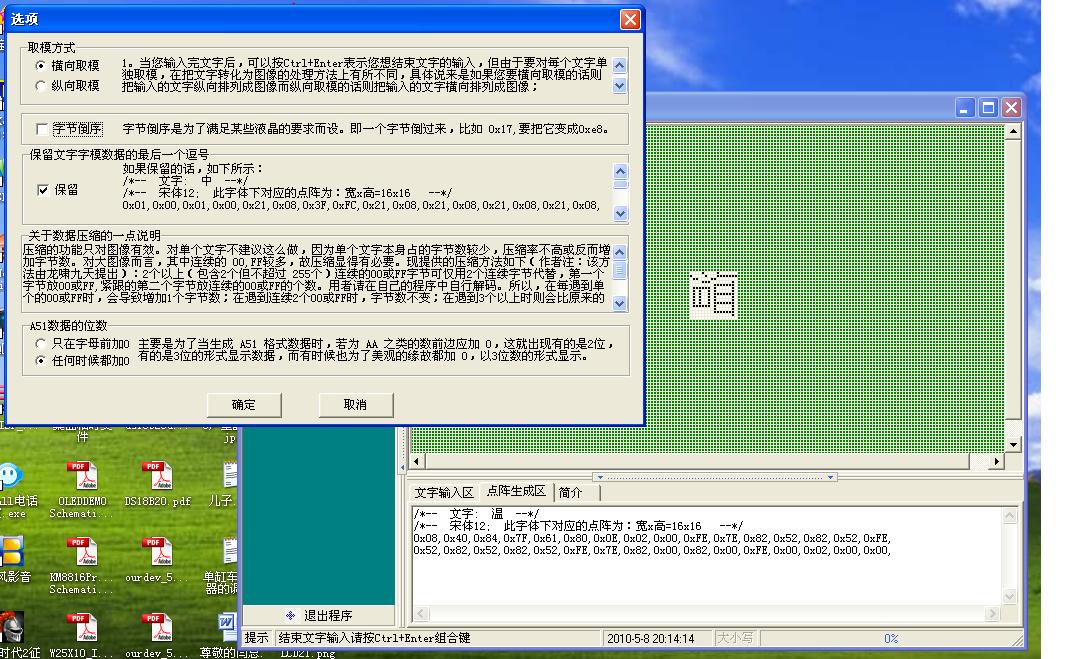 选项
取模方式
横向取模
纵向取模
1。当您输入完文字后，可以按Ctrl+Enter表示您想结束文字的输入，但由于要对每个文字单
独取模，在把文字转化为图像的处理方法上有所不同，具体说来是如果您要横向取模的话则
把输入的文字纵向排列成图像而纵向取模的话则把输入的文字横向排列成图像；
字节倒序
字节倒序是为了满足某些液晶的要求而设。即一个字节倒过来，比如 0x17,要把它变成0xe8。
保留文字字模数据的最后一个逗号
保留
如果保留的话，如下所示：
/*--  文字:  中  --*/
/*--  宋体12;  此字体下对应的点阵为：宽x高=16x16   --*/
0x01,0x00,0x01,0x00,0x21,0x08,0x3F,0xFC,0x21,0x08,0x21,0x08,0x21,0x08,0x21,0x08,
关于数据压缩的一点说明
压缩的功能只对图像有效。对单个文字不建议这么做，因为单个文字本身占的字节数较少，压缩率不高或反而增
加字节数。对大图像而言，其中连续的 00,FF较多，故压缩显得有必要。现提供的压缩方法如下（作者注：该方
法由龙啸九天提出）：2个以上（包含2个但不超过 255个）连续的00或FF字节可仅用2个连续字节代替，第一个
字节放00或FF,紧跟的第二个字节放连续的00或FF的个数。用者请在自己的程序中自行解码。所以，在每遇到单
个的00或FF时，会导致增加1个字节数；在遇到连续2个00或FF时，字节数不变；在遇到3个以上时则会比原来的
A51数据的位数
只在字母前加0
任何时候都加0
主要是为了当生成 A51 格式数据时，若为 AA 之类的数前边应加 0，这就出现有的是2位，
有的是3位的形式显示数据，而有时候也为了美观的缘故都加 0，以3位数的形式显示。
确定
取消
文字输入区
点阵生成区
简介
/*--  文字:  温  --*/
/*--  宋体12;  此字体下对应的点阵为：宽x高=16x16   --*/
0x08,0x40,0x84,0x7F,0x61,0x80,0x0E,0x02,0x00,0xFE,0x7E,0x82,0x52,0x82,0x52,0xFE,
0x52,0x82,0x52,0x82,0x52,0xFE,0x7E,0x82,0x00,0x82,0x00,0xFE,0x00,0x02,0x00,0x00,
退出程序
提示
结束文字输入请按Ctrl+Enter组合键
2010-5-8 20:14:14
大小写
0%
件
jp
电话
.exe
OLEDDEMO
Schemati...
DS18B20.pdf
儿子
风影音
KM8816Pr...
Schemati...
ourdev_5...
单缸车
时代2征
W25X10_I...
ourdev_5...
LCD21.png